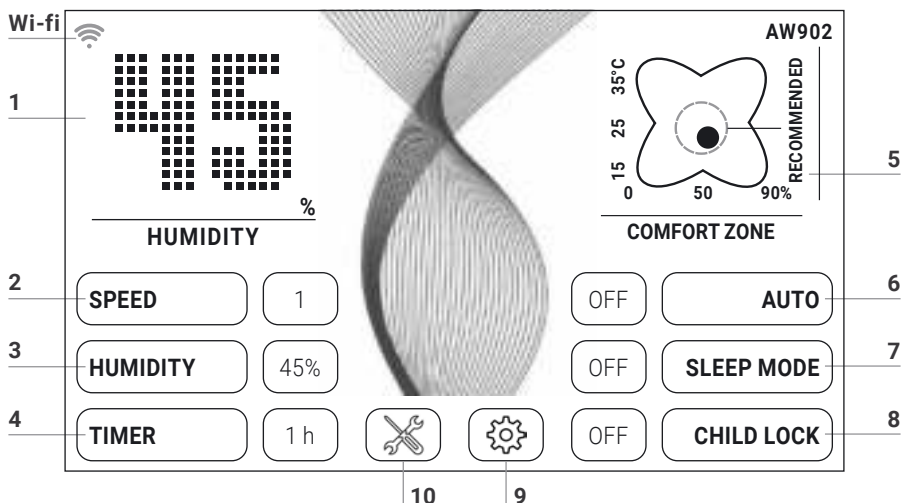 Wi-fi
AW902
1
45
%
HUMIDITY
35°C
25
15
0 50 90%
RECOMMENDED
5
COMFORT ZONE
2
SPEED 1
OFF AUTO
6
3
HUMIDITY 45%
OFF SLEEP MODE
7
4
TIMER 1 h
OFF CHILD LOCK
8
10 9